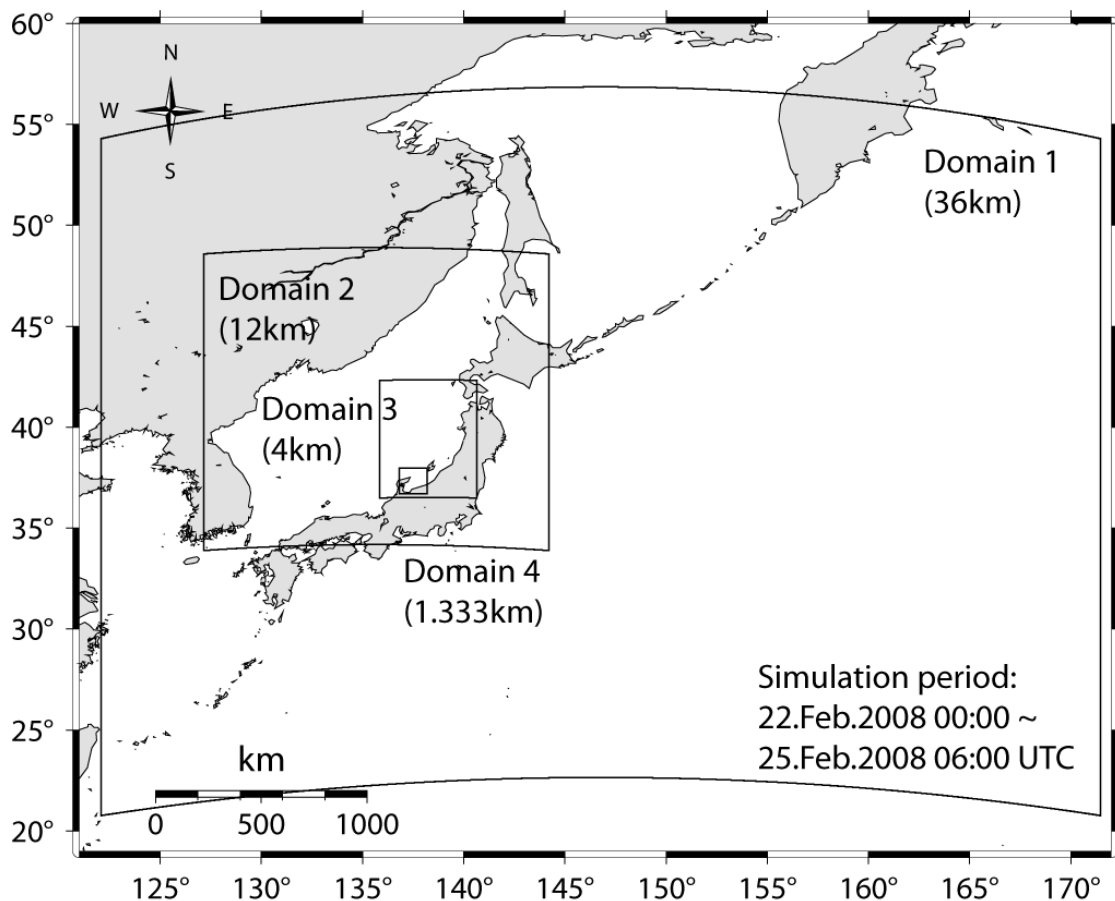 60°
55°
50°
45°
40°
35°
30°
25°
20°
N
W E
S
Domain 1
(36km)
Domain 2
(12km)
Domain 3
(4km)
Domain 4
(1.333km)
Simulation period:
22.Feb.2008 00:00 ~
25.Feb.2008 06:00 UTC
km
0 500 1000
125° 130° 135° 140° 145° 150° 155° 160° 165° 170°